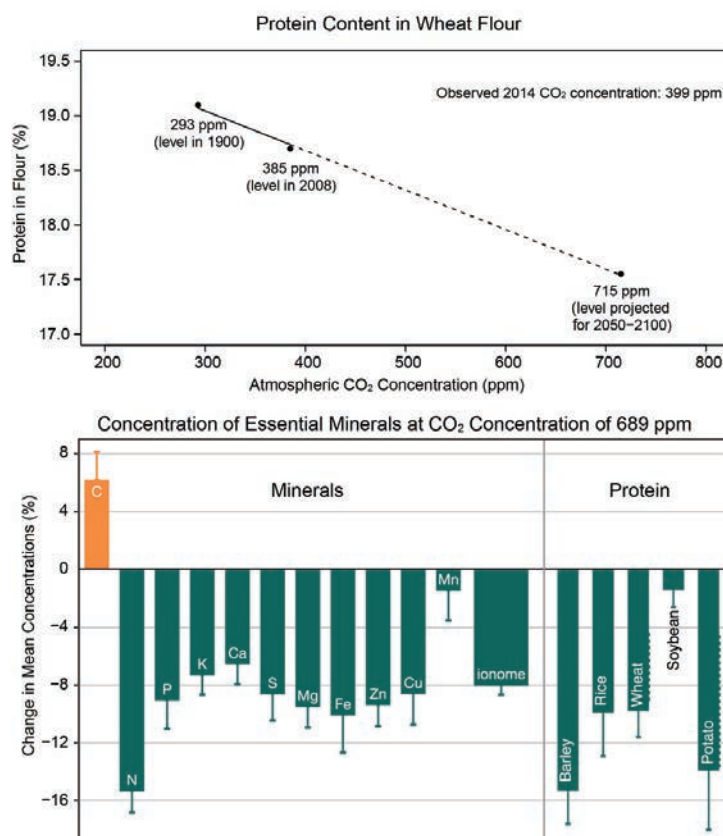 Protein Content in Wheat Flour
19.5
19.0
18.5
18.0
17.5
17.0
Protein in Flour (%)
Observed 2014 CO₂ concentration: 399 ppm
293 ppm
(level in 1900)
385 ppm
(level in 2008)
715 ppm
(level projected
for 2050−2100)
200 300 400 500 600 700 800
Atmospheric CO₂ Concentration (ppm)
Concentration of Essential Minerals at CO₂ Concentration of 689 ppm
8
4
0
−4
−8
−12
−16
Change in Mean Concentrations (%)
Minerals
Protein
C
N
P
K
Ca
S
Mg
Fe
Zn
Cu
Mn
ionome
Barley
Rice
Wheat
Soybean
Potato